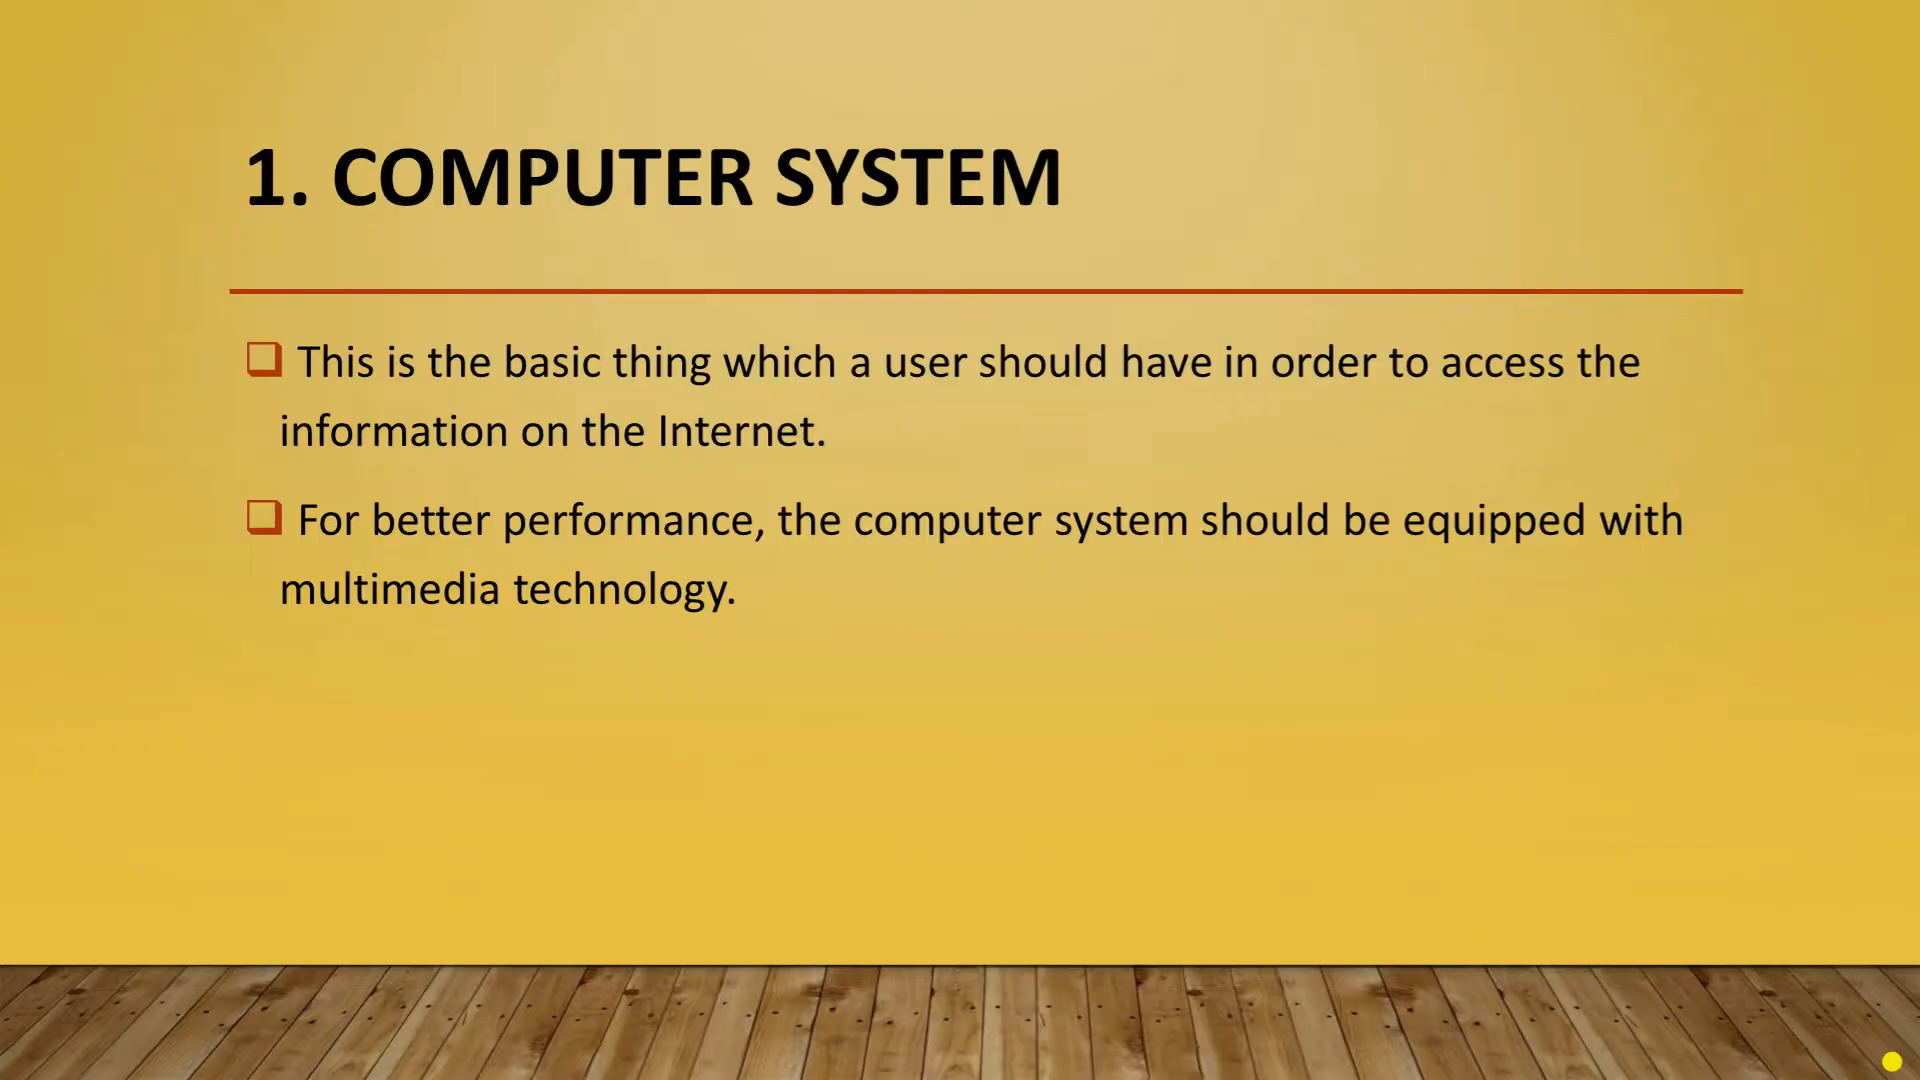 1. COMPUTER SYSTEM
This is the basic thing which a user should have in order to access the
information on the Internet.
For better performance, the computer system should be equipped with
multimedia technology.